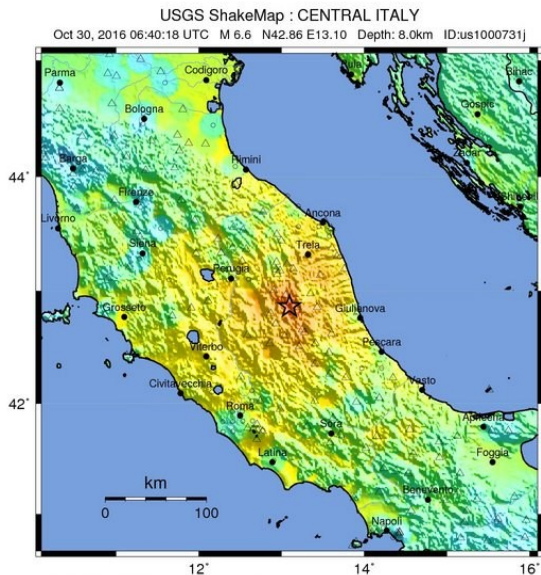 USGS ShakeMap : CENTRAL ITALY
Oct 30, 2016 06:40:18 UTC M 6.6 N42.86 E13.10 Depth: 8.0km ID:us1000731j
Parma
Codigoro
Pula
Bihac
Bologna
Gospic
Barga
Rimini
Zadar
44°
Firenze
Livorno
Ancona
Siena
Treia
Perugia
Grosseto
Giulianova
Viterbo
Pescara
Civitavecchia
Vasto
42°
Roma
Sora
Apricena
Latina
Foggia
km
0
100
Benevento
Napoli
12°
14°
16°